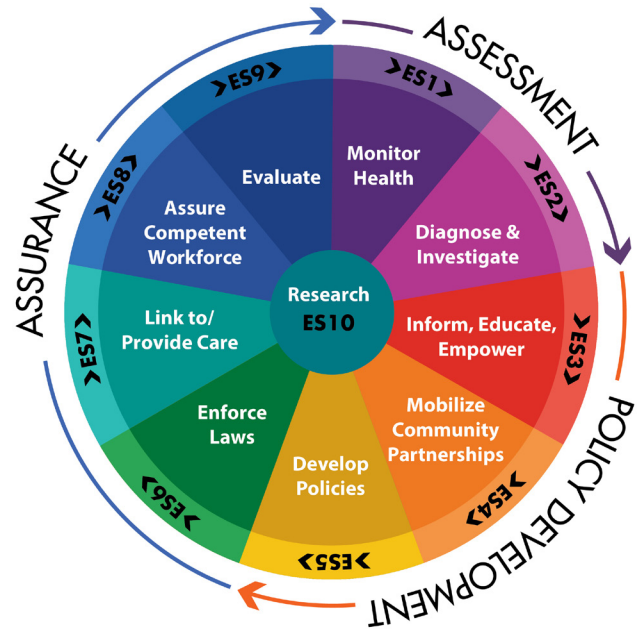 ASSESSMENT
ES1
Monitor
Health
ES2
Diagnose &
Investigate
POLICY DEVELOPMENT
ES3
Inform, Educate,
Empower
ES4
Mobilize
Community
Partnerships
ES5
Develop
Policies
ASSURANCE
ES6
Enforce
Laws
ES7
Link to/
Provide Care
ES8
Assure
Competent
Workforce
ES9
Evaluate
Research
ES10